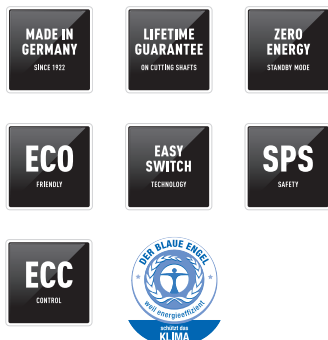 MADE IN
GERMANY
SINCE 1922
LIFETIME
GUARANTEE
ON CUTTING SHAFTS
ZERO
ENERGY
STANDBY MODE
ECO
FRIENDLY
EASY
SWITCH
TECHNOLOGY
SPS
SAFETY
ECC
CONTROL
DER BLAUE ENGEL
weil energieeffizient
schützt das
KLIMA